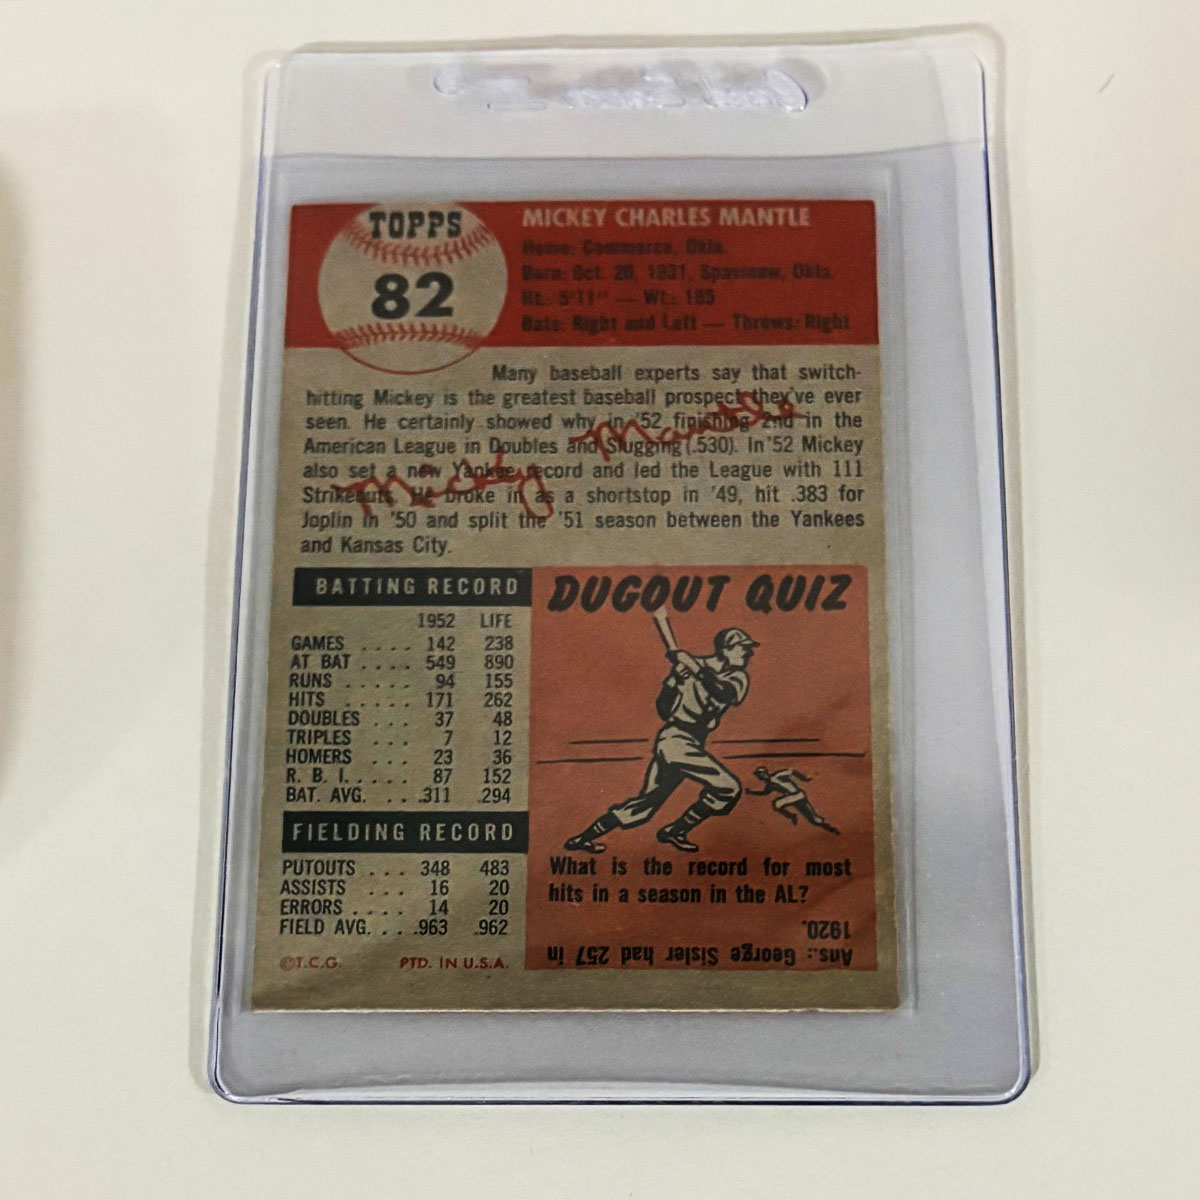 TOPPS
82
MICKEY CHARLES MANTLE
Home: Commerce, Okla.
Born: Oct. 20, 1931, Spavinaw, Okla.
Ht.: 5'11" — Wt.: 195
Bats: Right and Left — Throws: Right
Many baseball experts say that switch-
hitting Mickey is the greatest baseball prospect they've ever
seen. He certainly showed why in '52 finishing 2nd in the
American League in Doubles and Slugging (.530). In '52 Mickey
also set a new Yankee record and led the League with 111
Strikeouts. He broke in as a shortstop in '49, hit .383 for
Joplin in '50 and split the '51 season between the Yankees
and Kansas City.
Mickey Mantle
BATTING RECORD
1952 LIFE
GAMES .... 142 238
AT BAT .... 549 890
RUNS ..... 94 155
HITS ..... 171 262
DOUBLES ... 37 48
TRIPLES ... 7 12
HOMERS ... 23 36
R. B. I. .... 87 152
BAT. AVG. ... .311 .294
FIELDING RECORD
PUTOUTS ... 348 483
ASSISTS ... 16 20
ERRORS .... 14 20
FIELD AVG. ... .963 .962
©T.C.G. PTD. IN U.S.A.
DUGOUT QUIZ
What is the record for most
hits in a season in the AL?
Ans.: George Sisler had 257 in
1920.